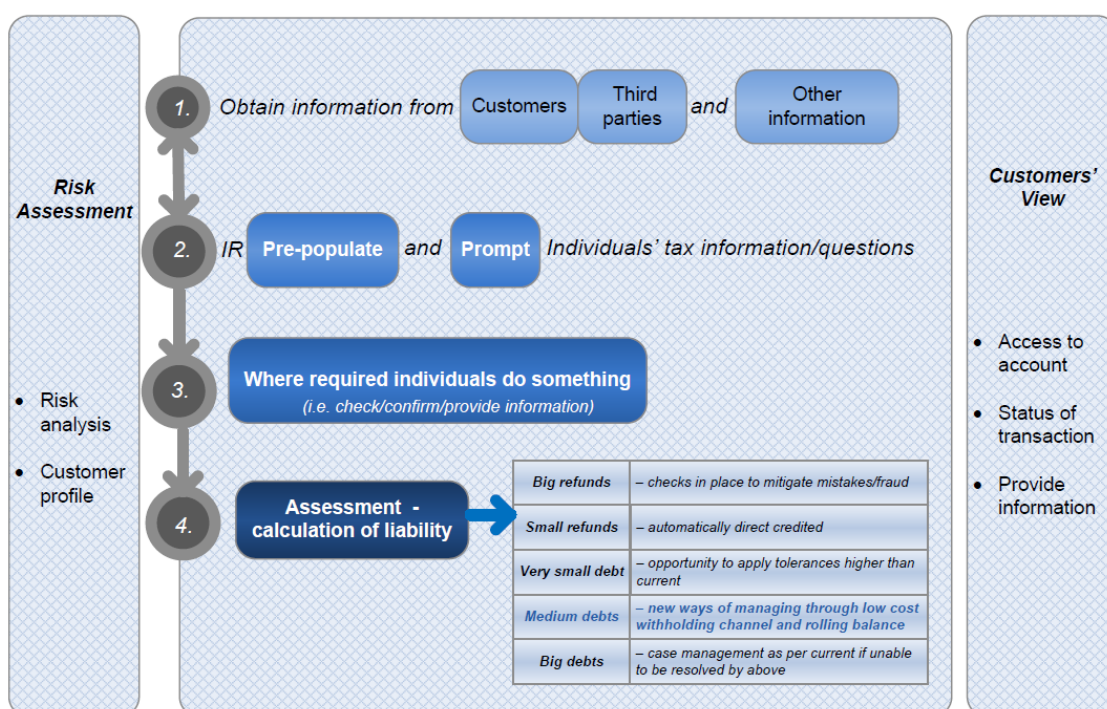 Risk
Assessment
• Risk
analysis
• Customer
profile
1.
Obtain information from
Customers
Third
parties
and
Other
information
2.
IR
Pre-populate
and
Prompt
Individuals' tax information/questions
3.
Where required individuals do something
(i.e. check/confirm/provide information)
4.
Assessment -
calculation of liability
Big refunds
– checks in place to mitigate mistakes/fraud
Small refunds
– automatically direct credited
Very small debt
– opportunity to apply tolerances higher than
current
Medium debts
– new ways of managing through low cost
withholding channel and rolling balance
Big debts
– case management as per current if unable
to be resolved by above
Customers'
View
• Access to
account
• Status of
transaction
• Provide
information